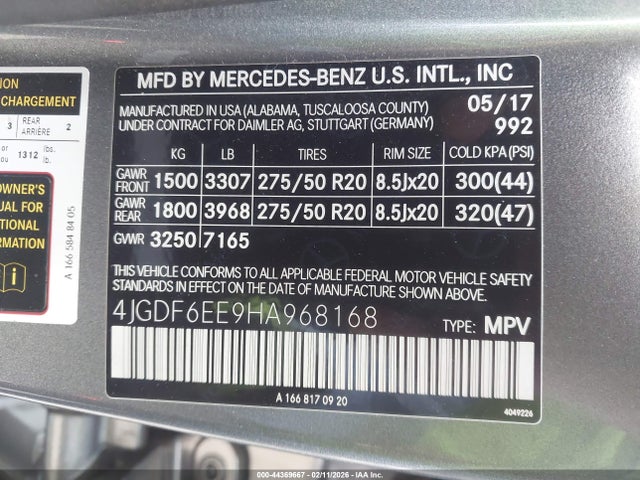 ION
CHARGEMENT
3 REAR ARRIÈRE 2
or ou 1312 lbs. lb.
OWNER'S
NUAL FOR
TIONAL
RMATION
A 166 584 84 05
MFD BY MERCEDES-BENZ U.S. INTL., INC
MANUFACTURED IN USA (ALABAMA, TUSCALOOSA COUNTY) 05/17
UNDER CONTRACT FOR DAIMLER AG, STUTTGART (GERMANY) 992
KG LB TIRES RIM SIZE COLD KPA(PSI)
GAWR FRONT 1500 3307 275/50 R20 8.5Jx20 300(44)
GAWR REAR 1800 3968 275/50 R20 8.5Jx20 320(47)
GVWR 3250 7165
THIS VEHICLE CONFORMS TO ALL APPLICABLE FEDERAL MOTOR VEHICLE SAFETY
STANDARDS IN EFFECT ON THE DATE OF MANUFACTURE SHOWN ABOVE.
4JGDF6EE9HA968168 TYPE: MPV
A 166 817 09 20
4049226
000-44369667 - 02/11/2026 - IAA Inc.